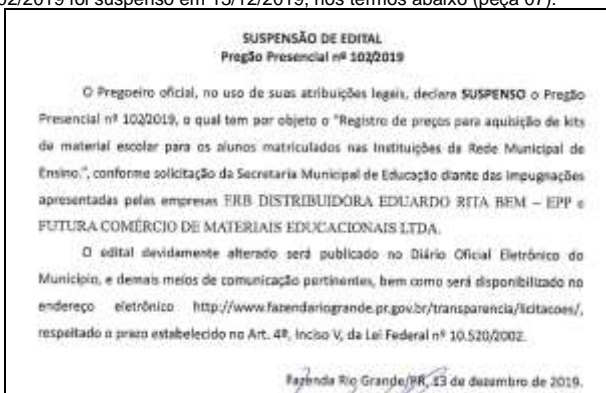 02/2019 foi suspenso em 13/12/2019, nos termos abaixo (peça 07).
SUSPENSÃO DE EDITAL
Pregão Presencial nº 102/2019
O Pregoeiro oficial, no uso de suas atribuições legais, declara SUSPENSO o Pregão
Presencial nº 102/2019, o qual tem por objeto o "Registro de preços para aquisição de kits
de material escolar para os alunos matriculados nas Instituições da Rede Municipal de
Ensino.", conforme solicitação da Secretaria Municipal de Educação diante das impugnações
apresentadas pelas empresas ERB DISTRIBUIDORA EDUARDO RITA BEM – EPP e
FUTURA COMÉRCIO DE MATERIAIS EDUCACIONAIS LTDA.
O edital devidamente alterado será publicado no Diário Oficial Eletrônico do
Município, e demais meios de comunicação pertinentes, bem como será disponibilizado no
endereço eletrônico http://www.fazendariogrande.pr.gov.br/transparencia/licitacoes/,
respeitado o prazo estabelecido no Art. 4º, Inciso V, da Lei Federal nº 10.520/2002.
Fazenda Rio Grande/PR, 13 de dezembro de 2019.